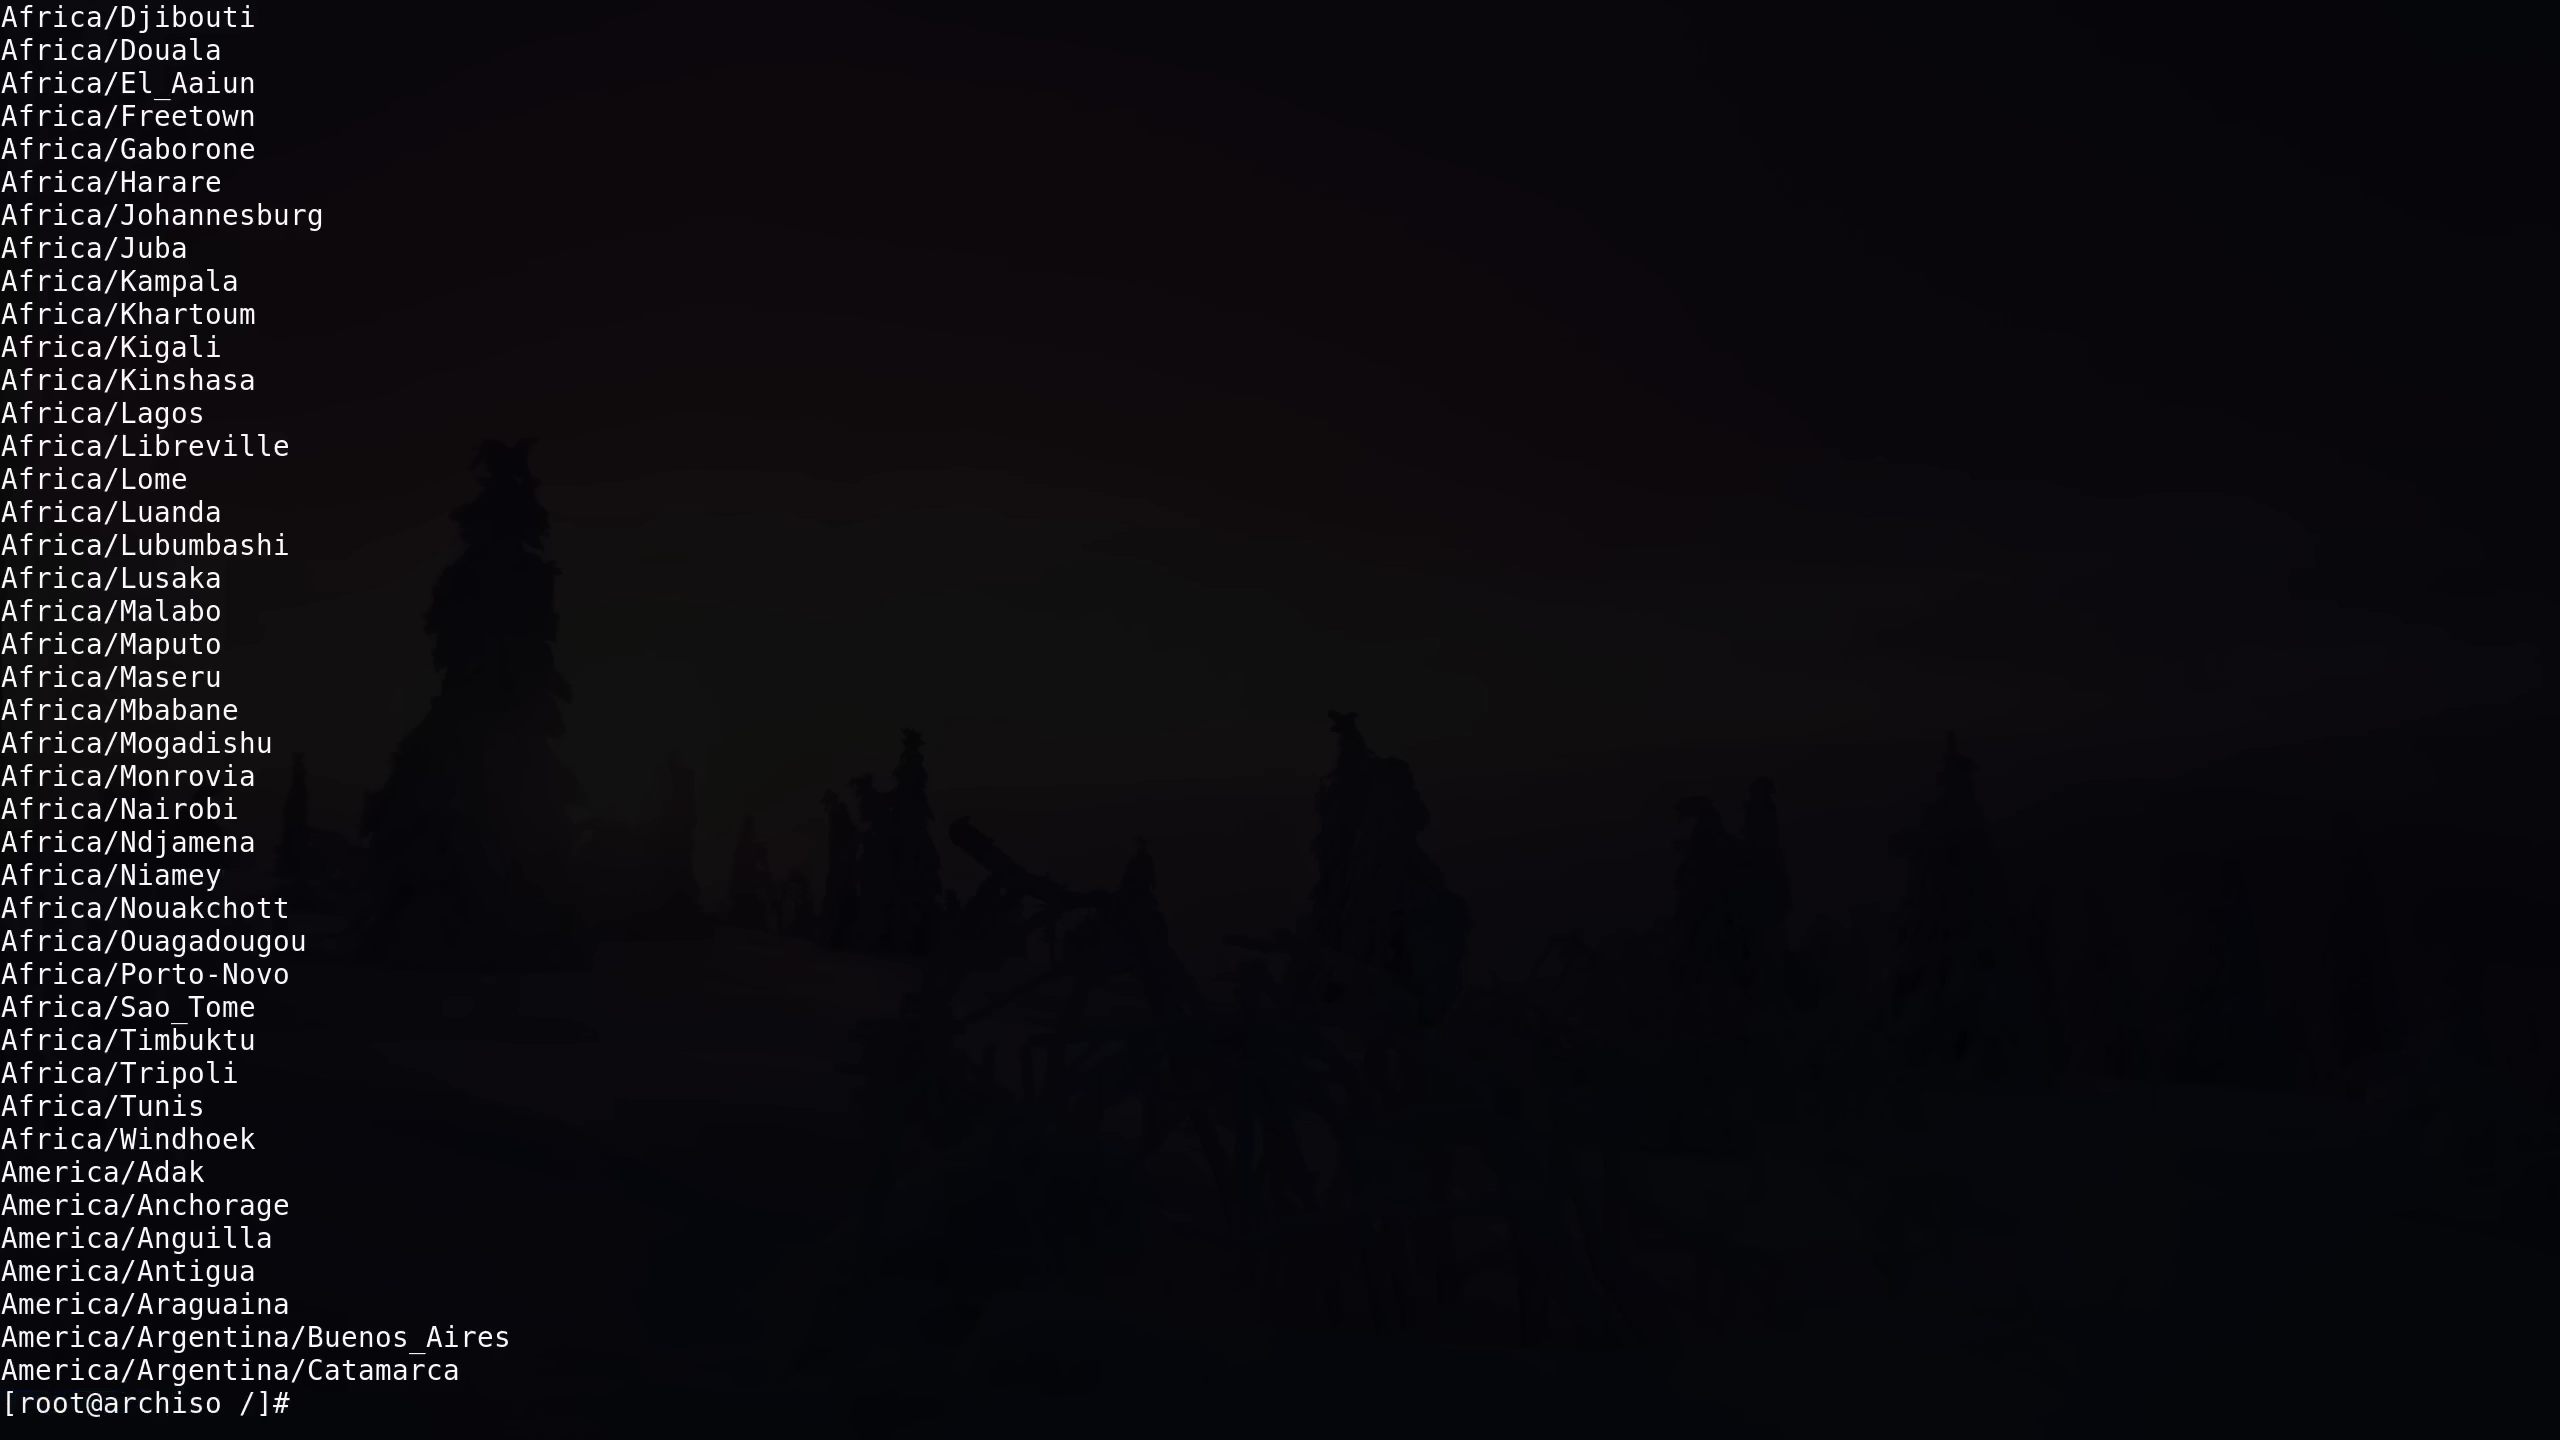 Africa/Djibouti
Africa/Douala
Africa/El_Aaiun
Africa/Freetown
Africa/Gaborone
Africa/Harare
Africa/Johannesburg
Africa/Juba
Africa/Kampala
Africa/Khartoum
Africa/Kigali
Africa/Kinshasa
Africa/Lagos
Africa/Libreville
Africa/Lome
Africa/Luanda
Africa/Lubumbashi
Africa/Lusaka
Africa/Malabo
Africa/Maputo
Africa/Maseru
Africa/Mbabane
Africa/Mogadishu
Africa/Monrovia
Africa/Nairobi
Africa/Ndjamena
Africa/Niamey
Africa/Nouakchott
Africa/Ouagadougou
Africa/Porto-Novo
Africa/Sao_Tome
Africa/Timbuktu
Africa/Tripoli
Africa/Tunis
Africa/Windhoek
America/Adak
America/Anchorage
America/Anguilla
America/Antigua
America/Araguaina
America/Argentina/Buenos_Aires
America/Argentina/Catamarca
[root@archiso /]#